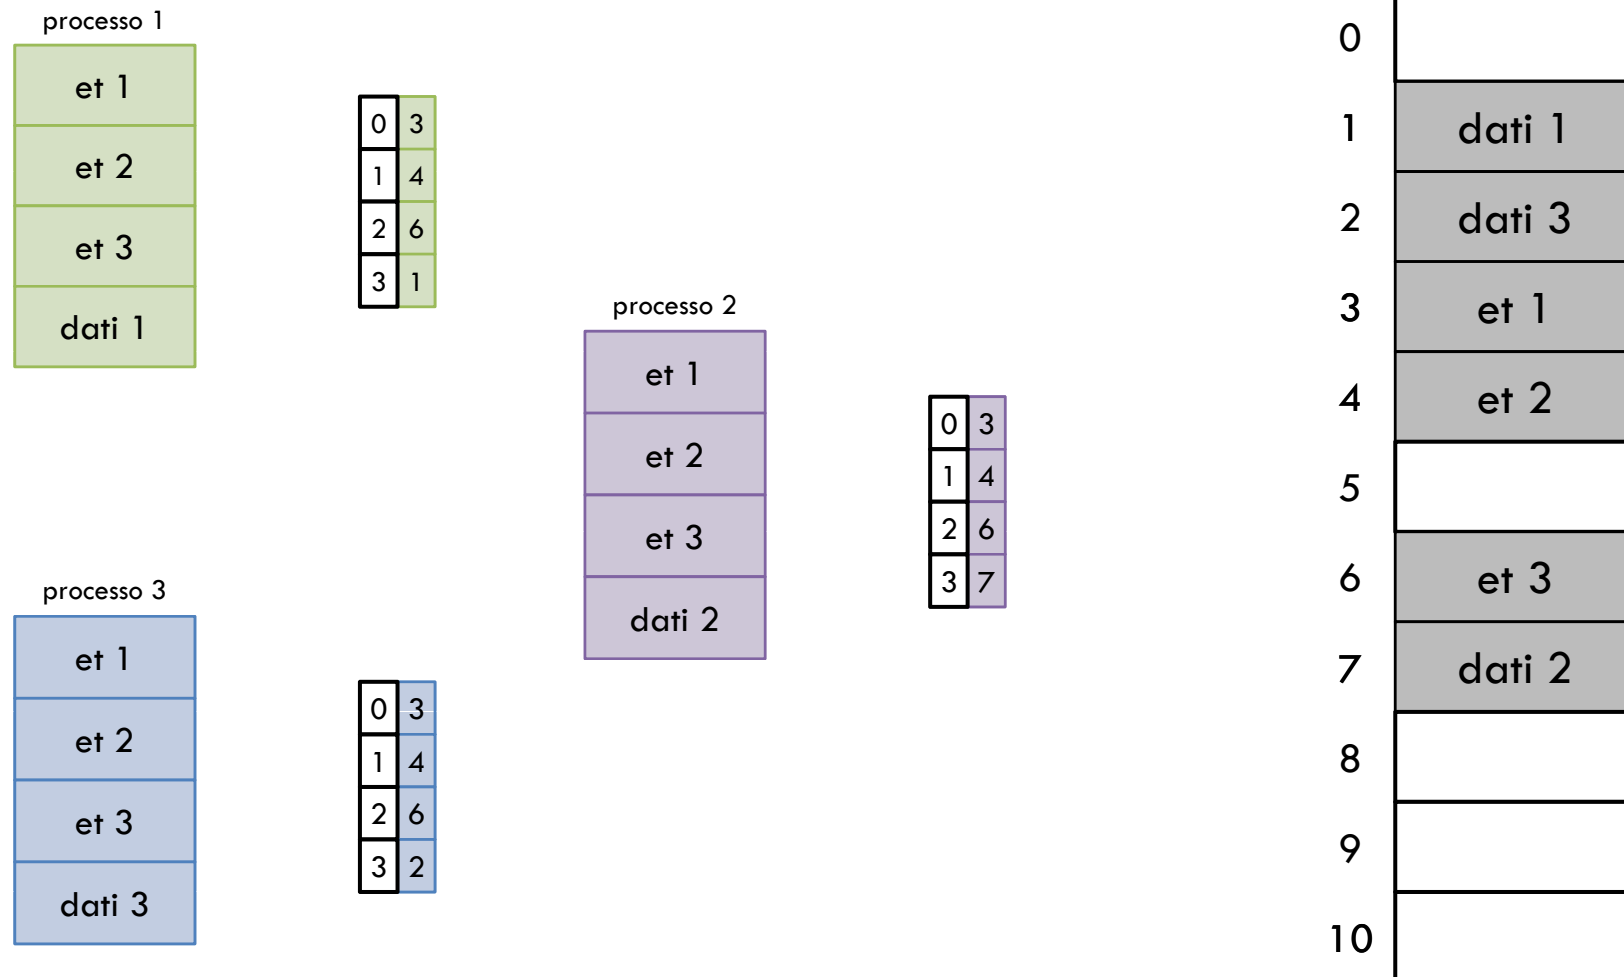 processo 1
et 1
et 2
et 3
dati 1
0 3
1 4
2 6
3 1
processo 2
et 1
et 2
et 3
dati 2
0 3
1 4
2 6
3 7
processo 3
et 1
et 2
et 3
dati 3
0 3
1 4
2 6
3 2
0
1 dati 1
2 dati 3
3 et 1
4 et 2
5
6 et 3
7 dati 2
8
9
10